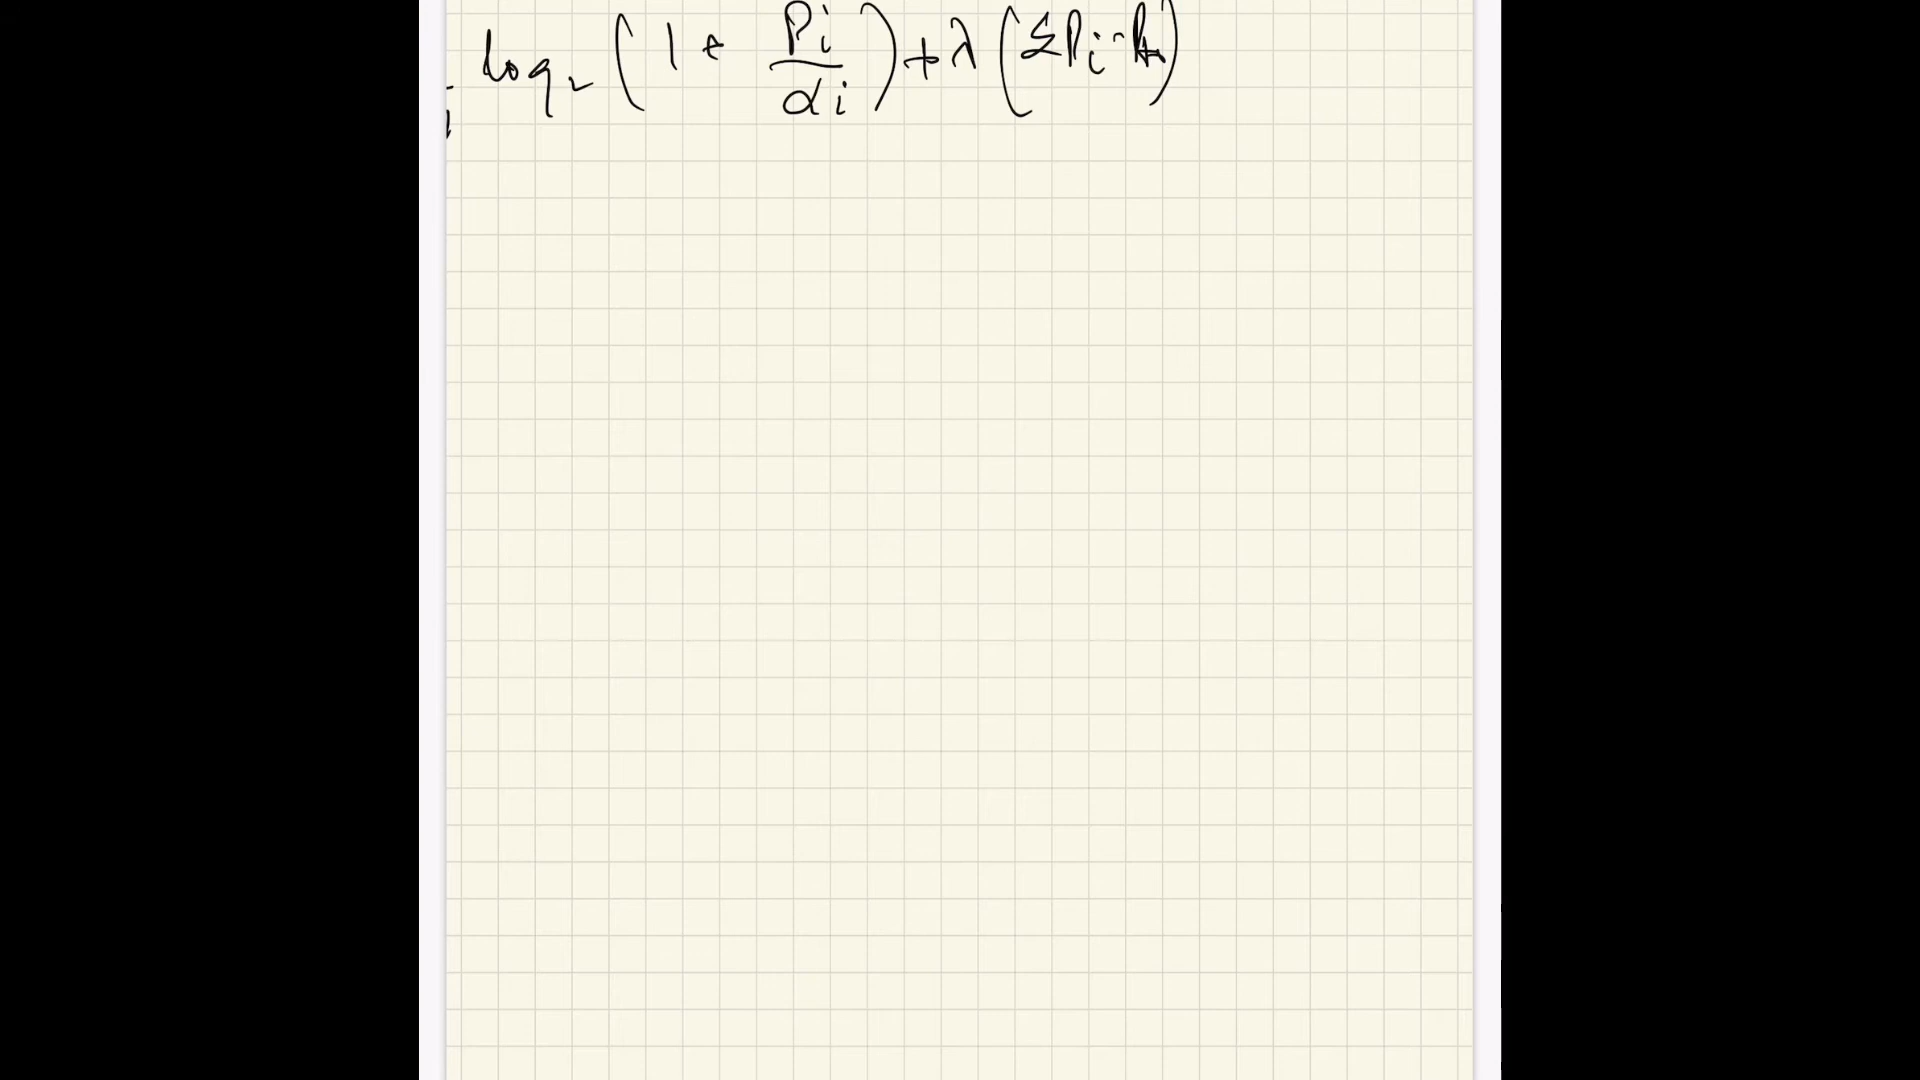 log₂ ( 1 + Pi/αi ) + λ ( ΣPi -